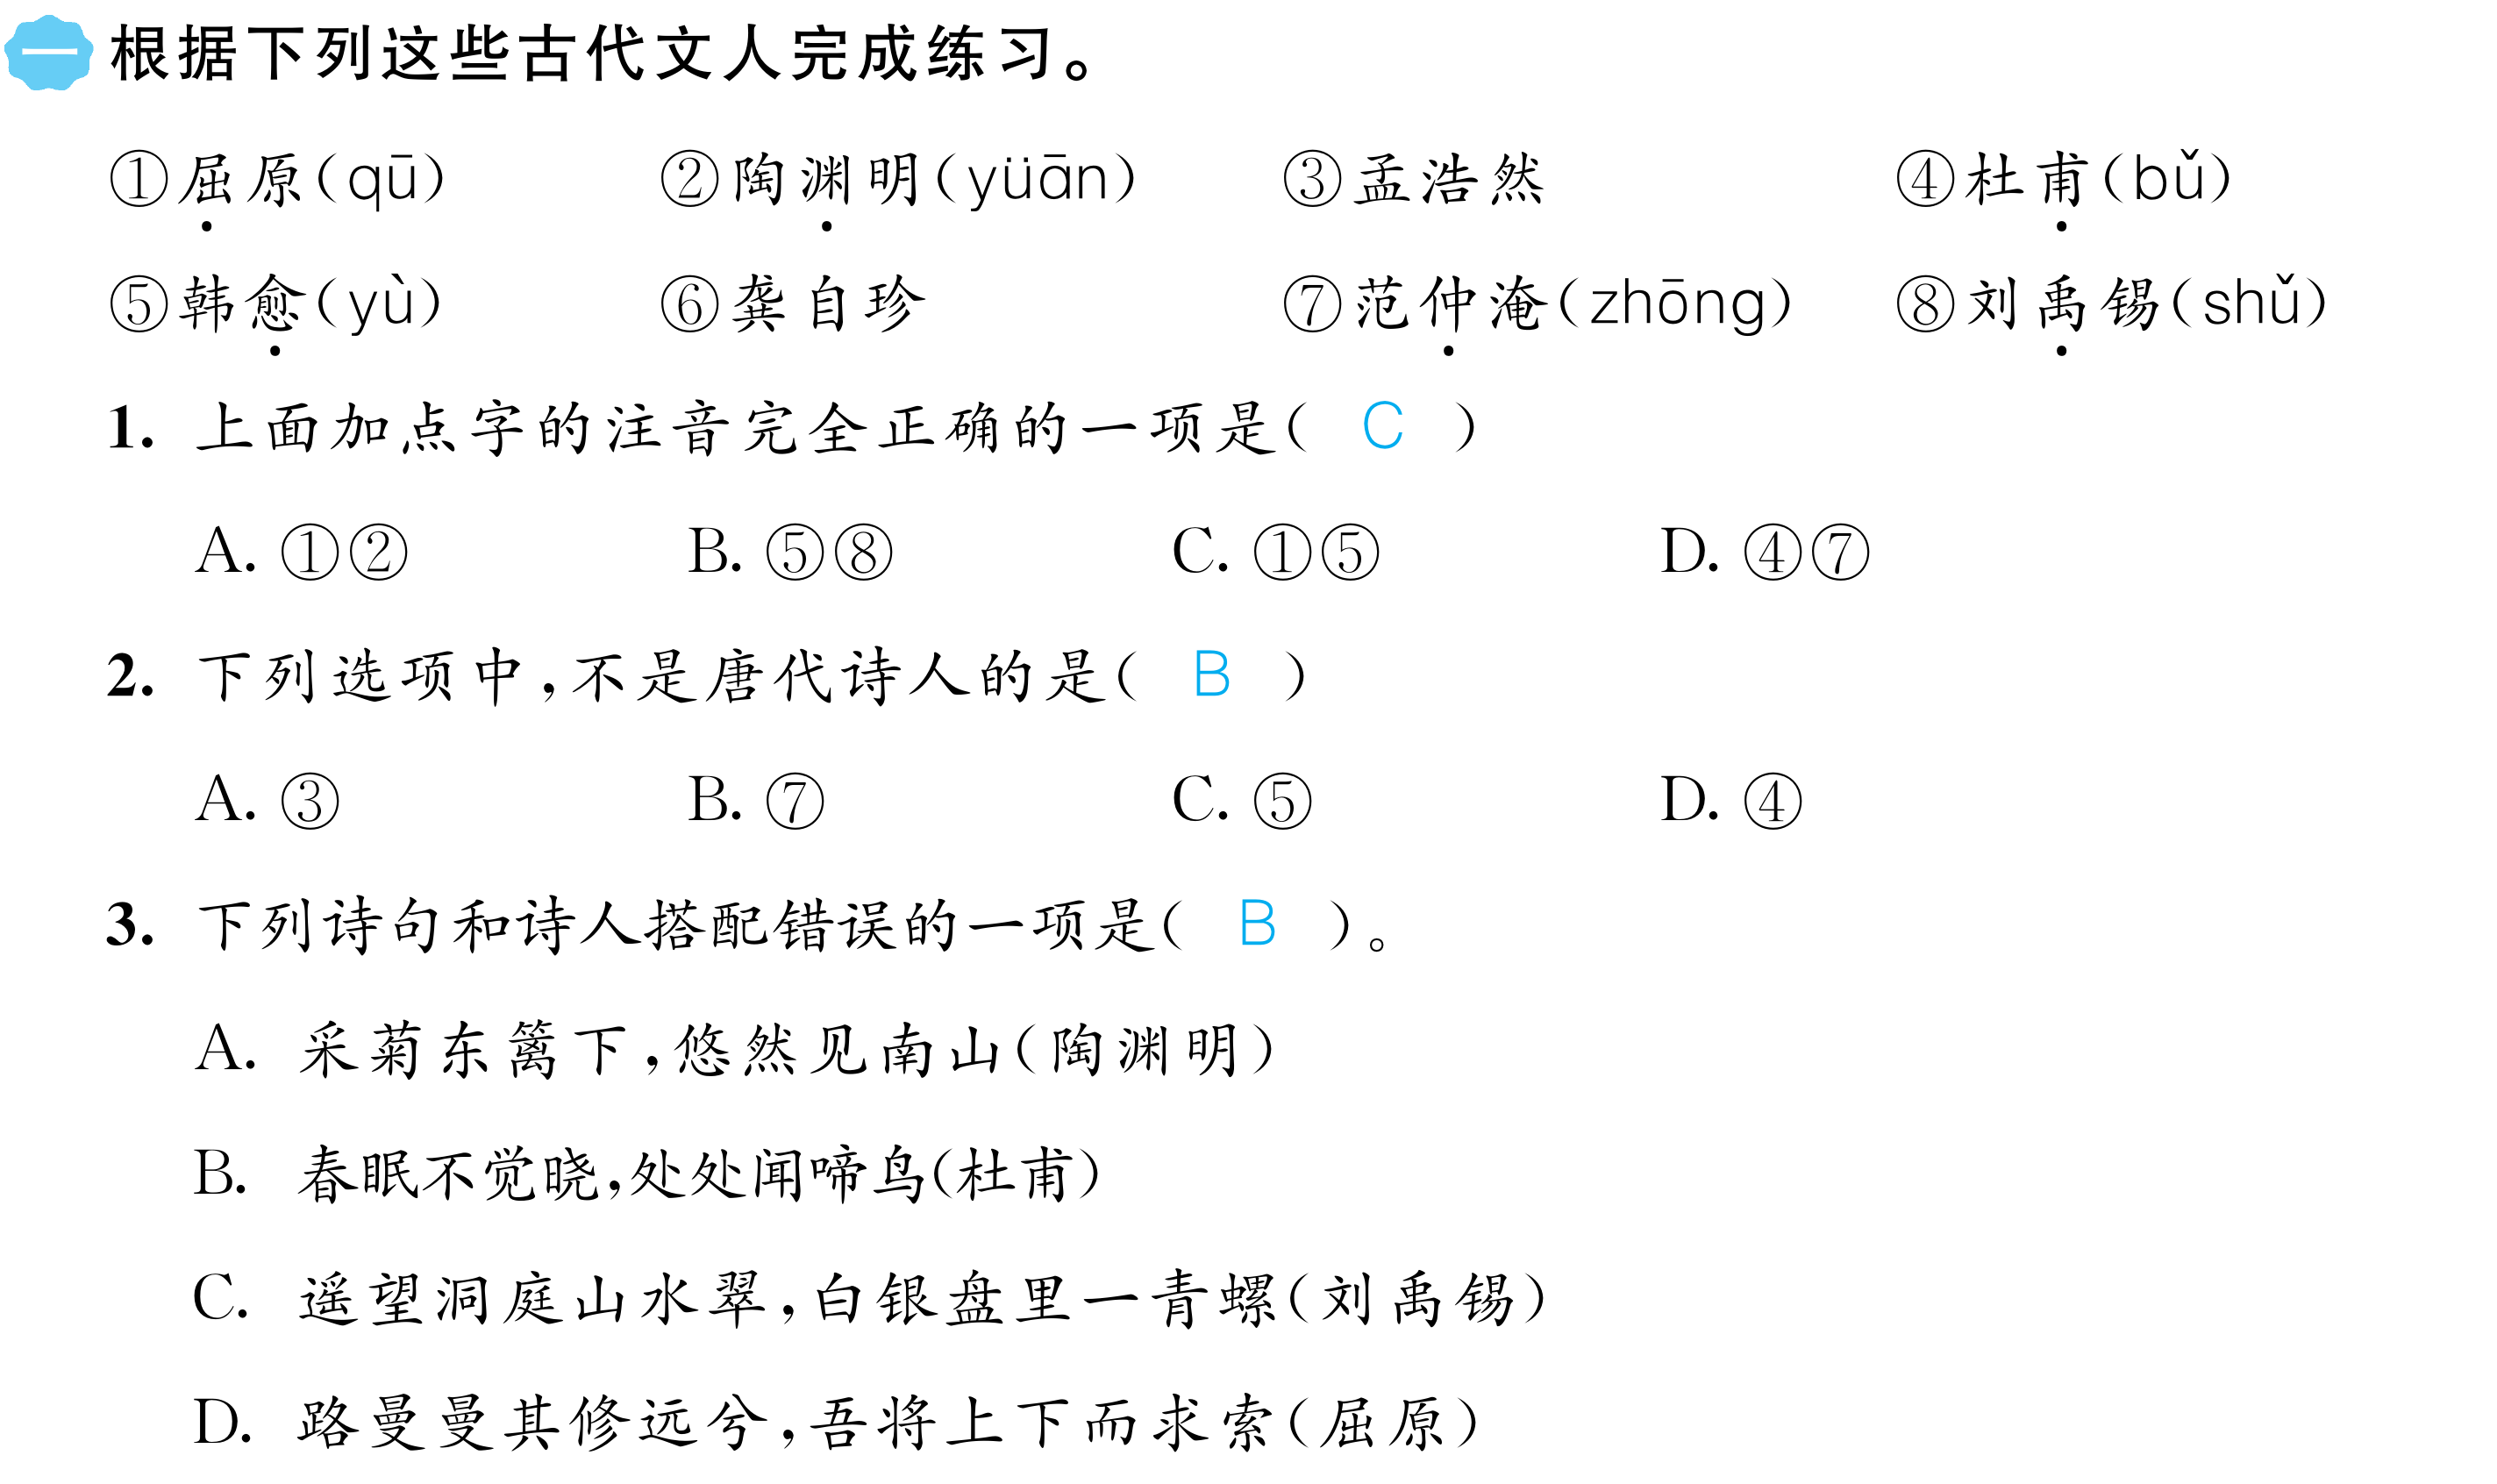 一 根据下列这些古代文人完成练习。
①屈原(qū) ②陶渊明(yüān) ③孟浩然 ④杜甫(bǔ)
⑤韩愈(yù) ⑥龚自珍 ⑦范仲淹(zhōng) ⑧刘禹锡(shǔ)
1. 上面加点字的注音完全正确的一项是( C )
A. ①② B. ⑤⑧ C. ①⑤ D. ④⑦
2. 下列选项中,不是唐代诗人的是( B )
A. ③ B. ⑦ C. ⑤ D. ④
3. 下列诗句和诗人搭配错误的一项是( B )。
A. 采菊东篱下,悠然见南山(陶渊明)
B. 春眠不觉晓,处处闻啼鸟(杜甫)
C. 遥望洞庭山水翠,白银盘里一青螺(刘禹锡)
D. 路曼曼其修远兮,吾将上下而求索(屈原)